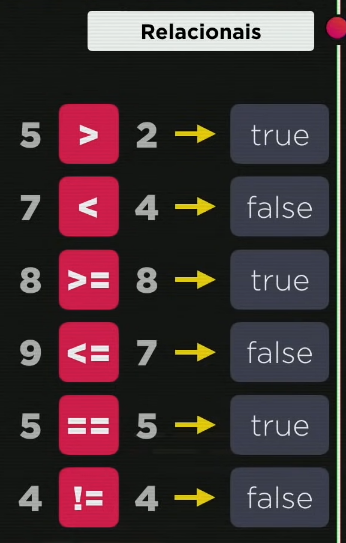 Relacionais
5 > 2 → true
7 < 4 → false
8 >= 8 → true
9 <= 7 → false
5 == 5 → true
4 != 4 → false